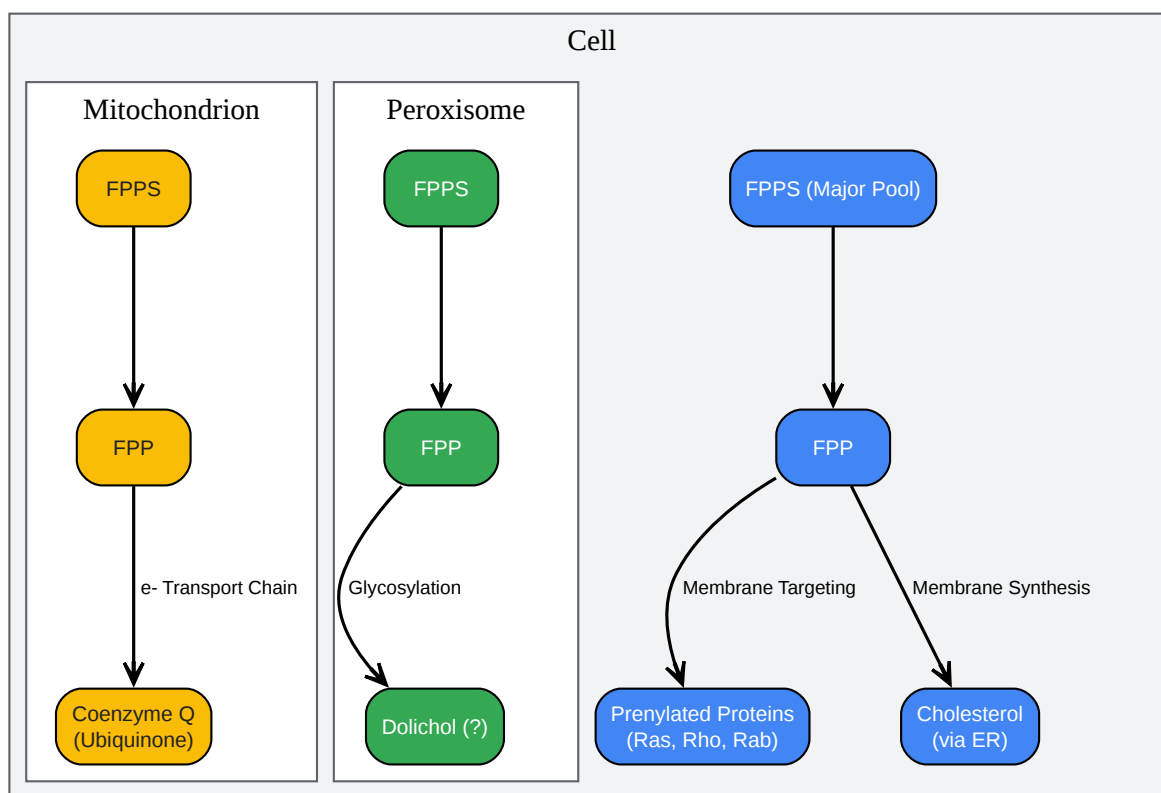 Cell
Mitochondrion
Peroxisome
FPPS
FPPS
FPPS (Major Pool)
FPP
FPP
FPP
e- Transport Chain
Glycosylation
Membrane Targeting
Membrane Synthesis
Coenzyme Q
(Ubiquinone)
Dolichol (?)
Prenylated Proteins
(Ras, Rho, Rab)
Cholesterol
(via ER)